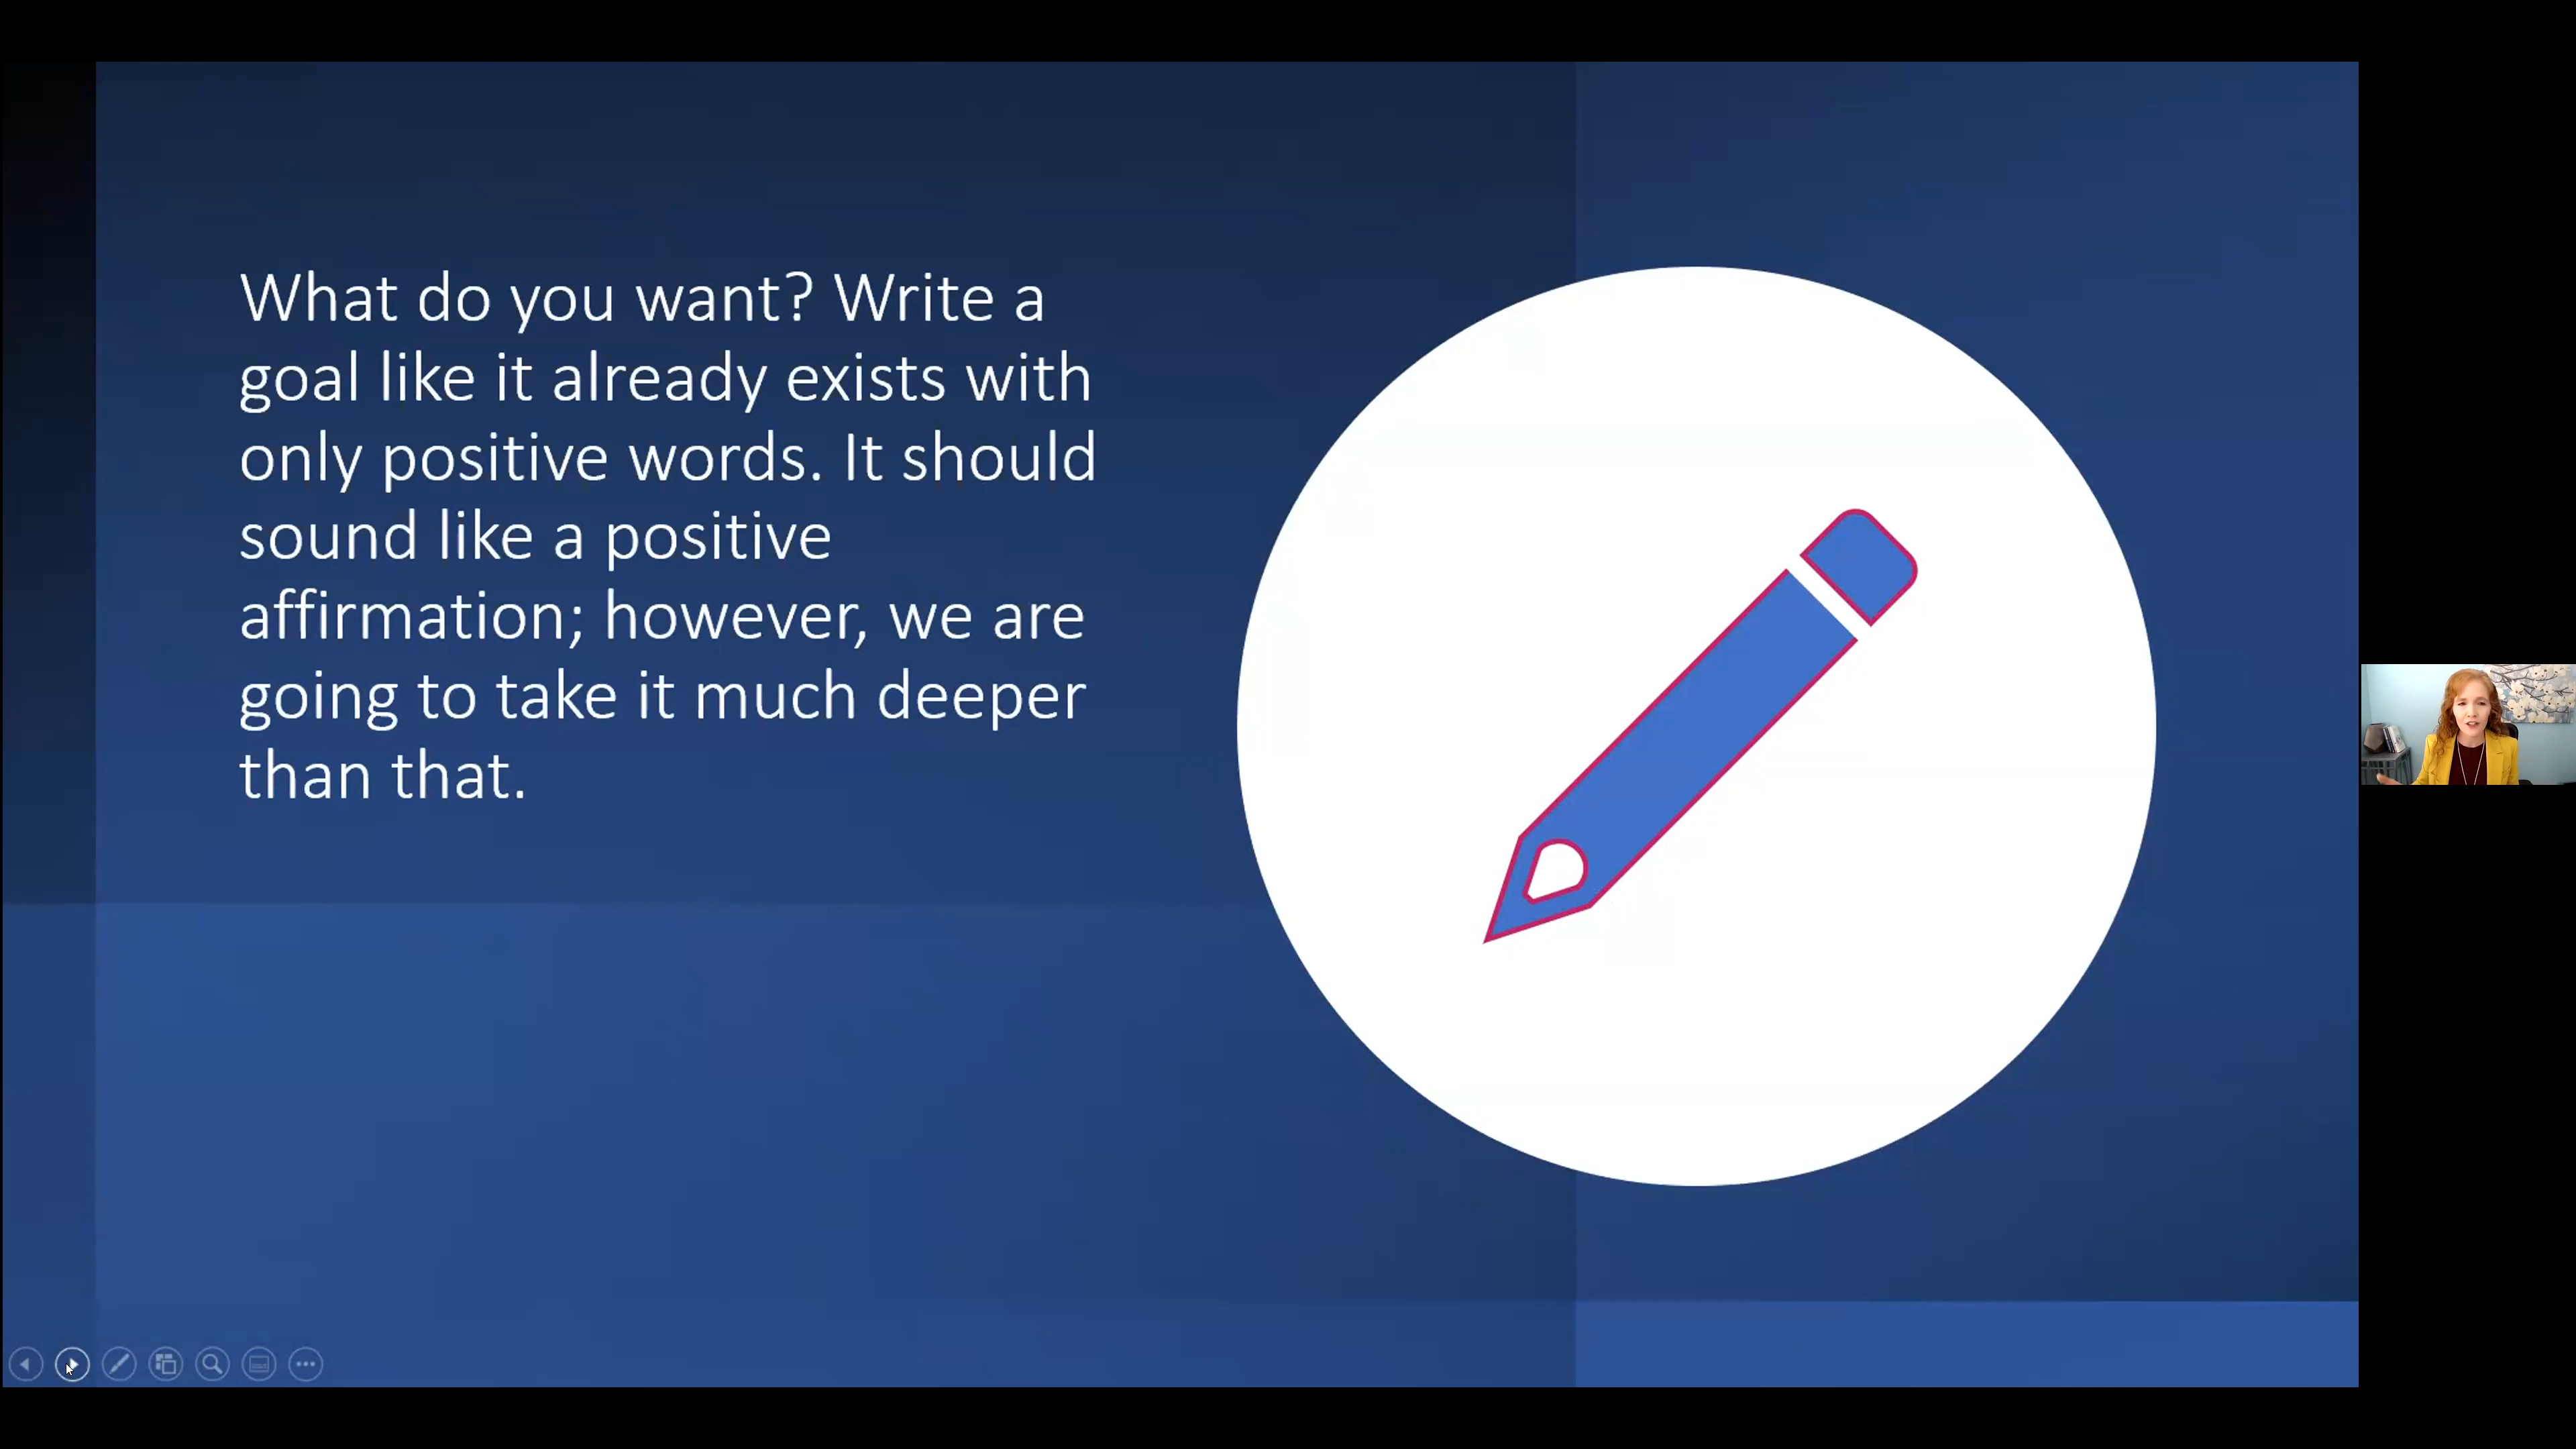 What do you want? Write a
goal like it already exists with
only positive words. It should
sound like a positive
affirmation; however, we are
going to take it much deeper
than that.